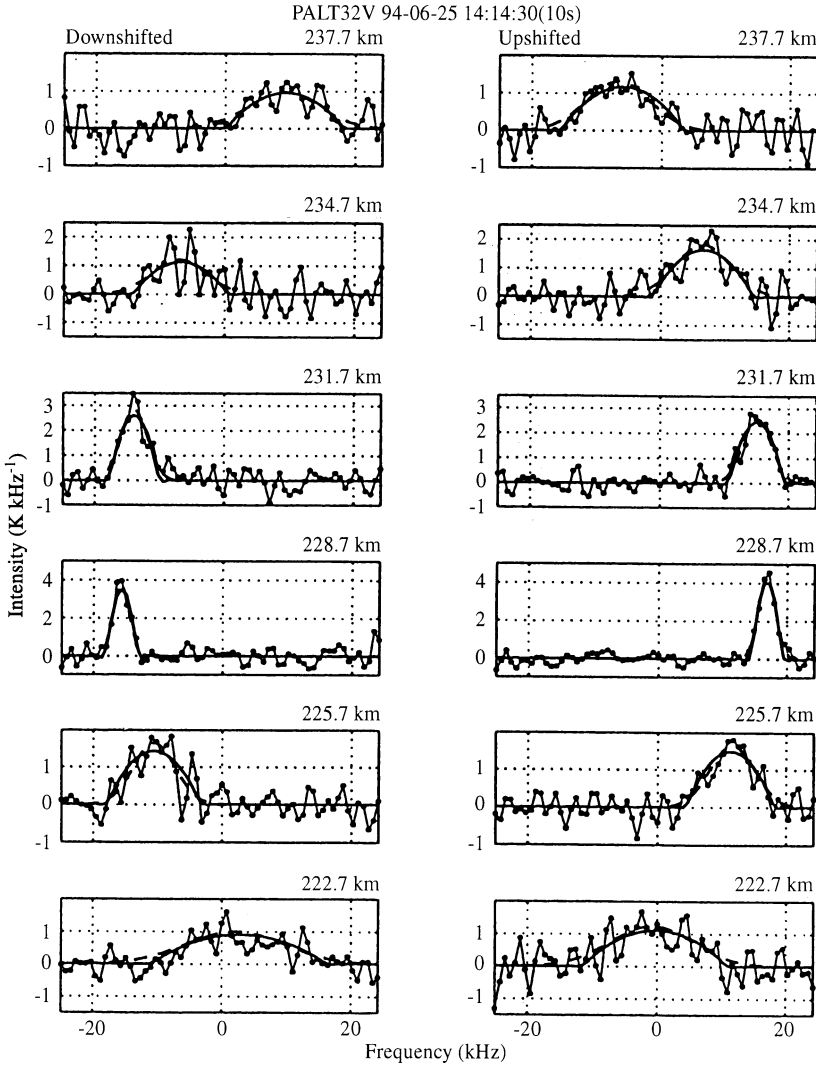 PALT32V 94-06-25 14:14:30(10s)
Downshifted 237.7 km Upshifted 237.7 km
1 1
0 0
-1 -1
234.7 km 234.7 km
2 2
1 1
0 0
-1 -1
231.7 km 231.7 km
3 3
2 2
1 1
0 0
-1 -1
Intensity (K kHz-1)
228.7 km 228.7 km
4 4
2 2
0 0
225.7 km 225.7 km
1 1
0 0
-1 -1
222.7 km 222.7 km
1 1
0 0
-1 -1
-20 0 20 -20 0 20
Frequency (kHz)